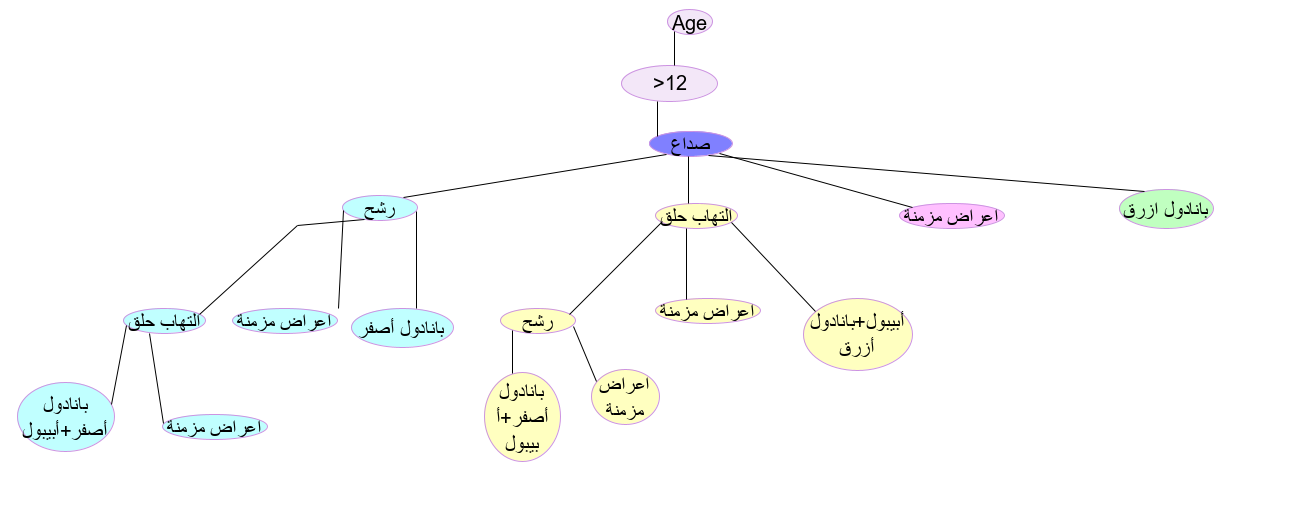 Age
>12
صداع
رشح
التهاب حلق
اعراض مزمنة
بانادول ازرق
التهاب حلق
اعراض مزمنة
بانادول أصفر
رشح
اعراض مزمنة
أبيبول+بانادول
أزرق
بانادول
أصفر+أبيبول
اعراض مزمنة
بانادول
أصفر+أ
بيبول
اعراض
مزمنة